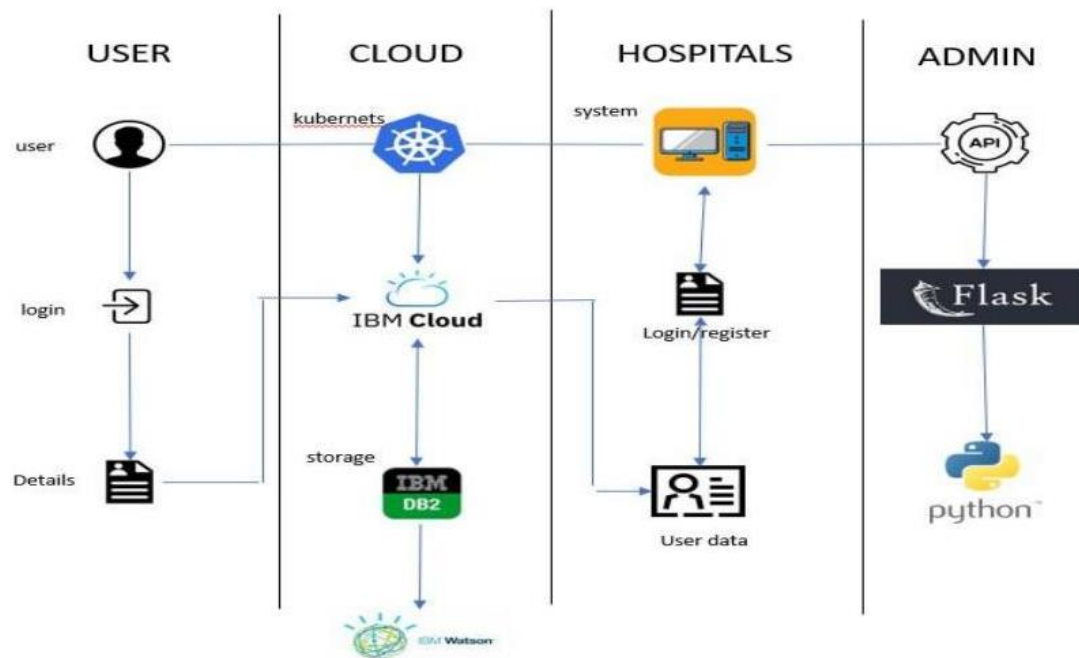 USER
CLOUD
HOSPITALS
ADMIN
user
kubernets
system
API
login
IBM Cloud
Login/register
Flask
Details
storage
IBM
DB2
User data
python™
IBM Watson